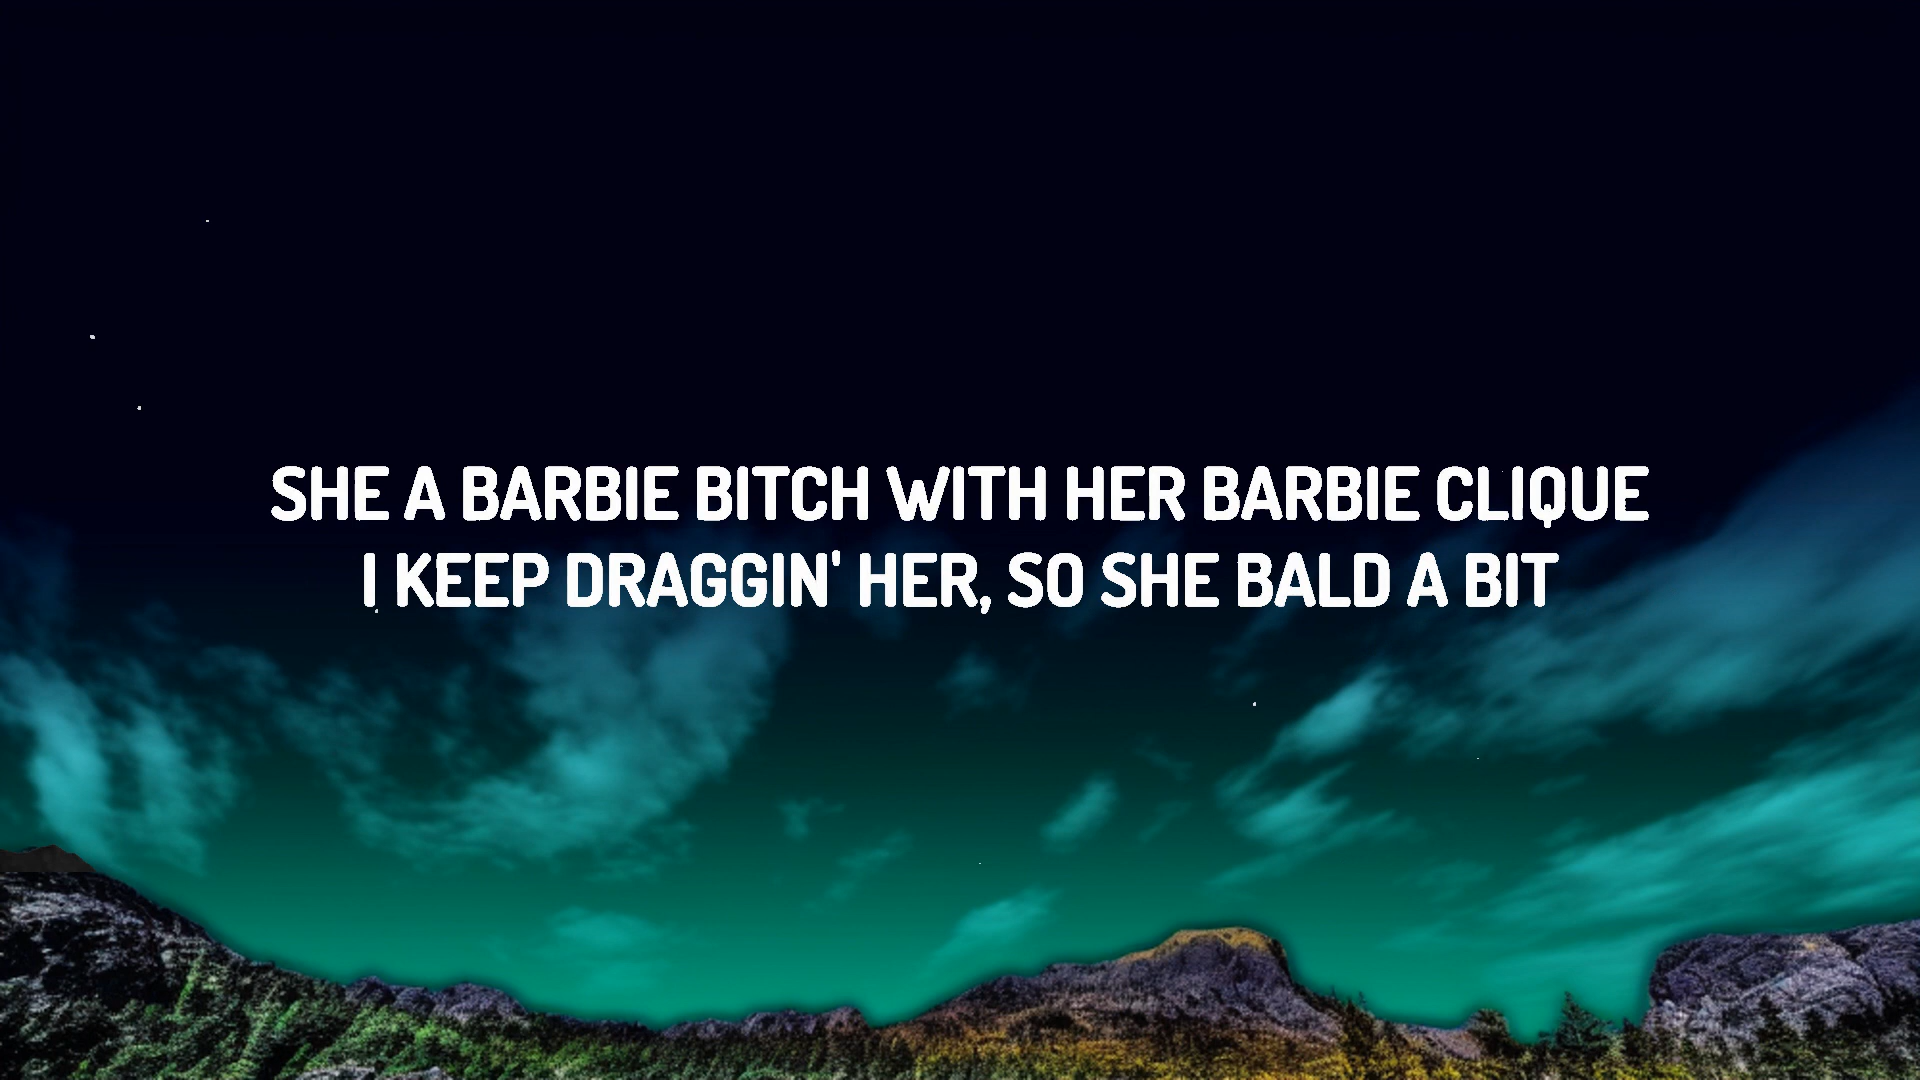 SHE A BARBIE BITCH WITH HER BARBIE CLIQUE
I KEEP DRAGGIN' HER, SO SHE BALD A BIT